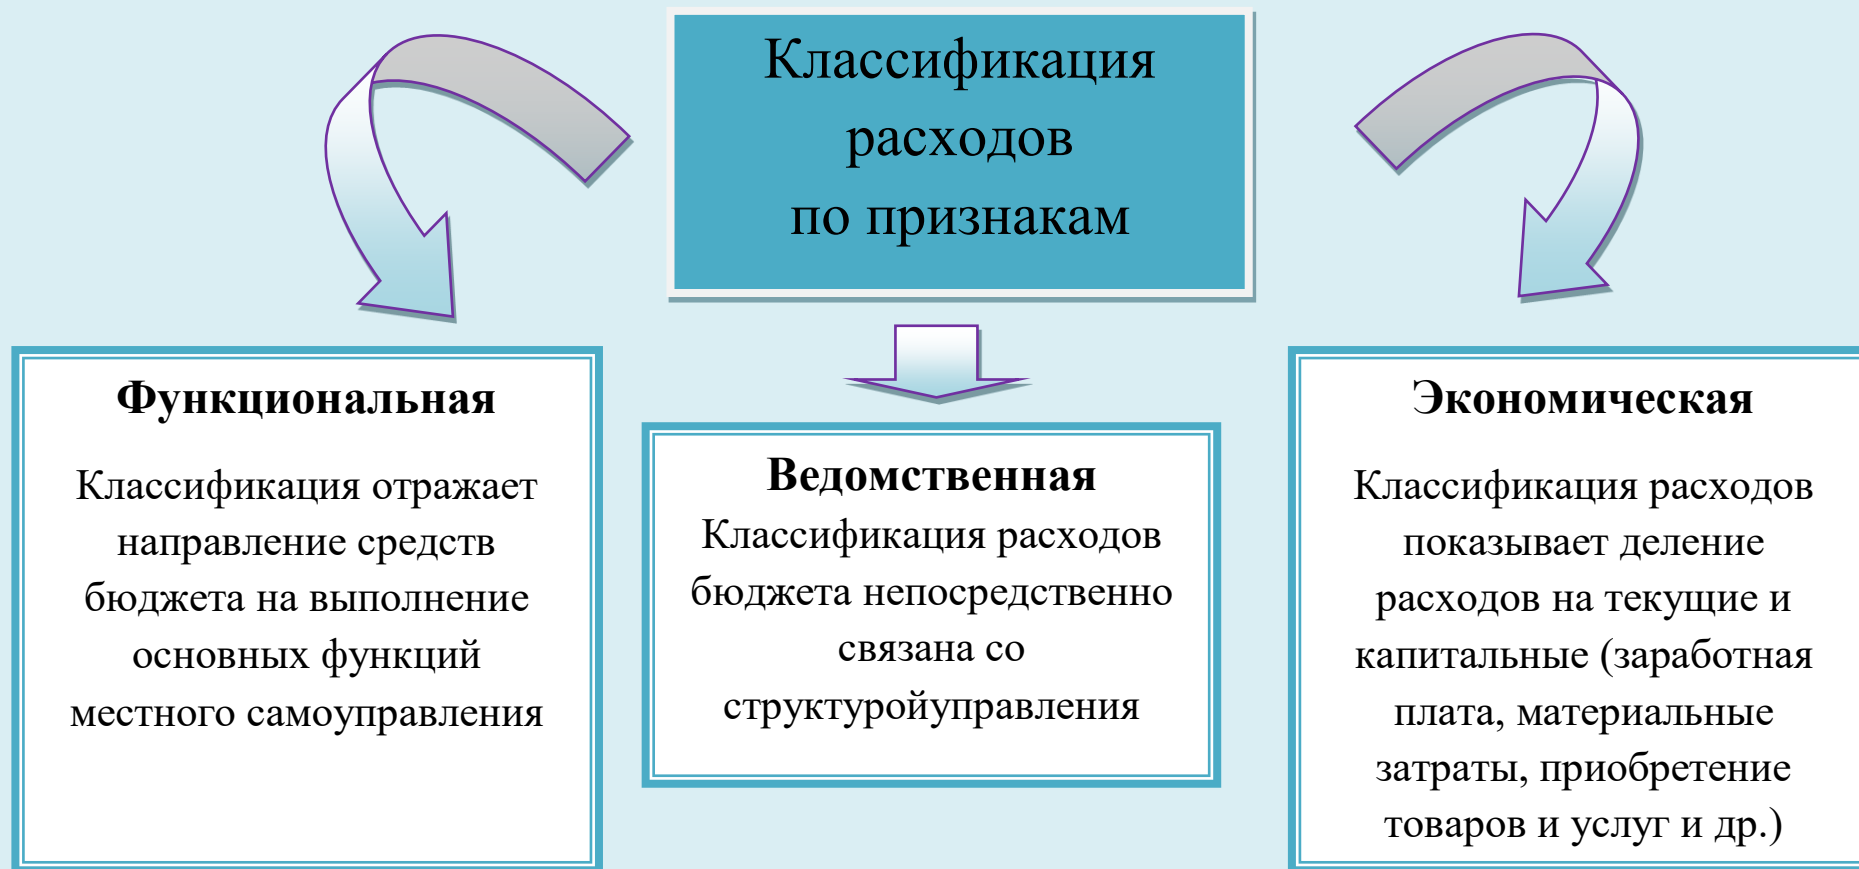 Классификация
расходов
по признакам
Функциональная
Классификация отражает
направление средств
бюджета на выполнение
основных функций
местного самоуправления
Ведомственная
Классификация расходов
бюджета непосредственно
связана со
структуройуправления
Экономическая
Классификация расходов
показывает деление
расходов на текущие и
капитальные (заработная
плата, материальные
затраты, приобретение
товаров и услуг и др.)